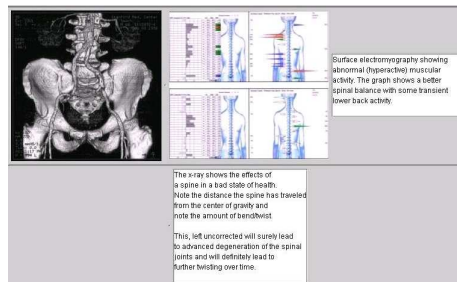 Surface electromyography showing
abnormal (hyperactive) muscular
activity. The graph shows a better
spinal balance with some transient
lower back activity.
The x-ray shows the effects of
a spine in a bad state of health.
Note the distance the spine has traveled
from the center of gravity and
note the amount of bend/twist
This, left uncorrected will surely lead
to advanced degeneration of the spinal
joints and will definitely lead to
further twisting over time.